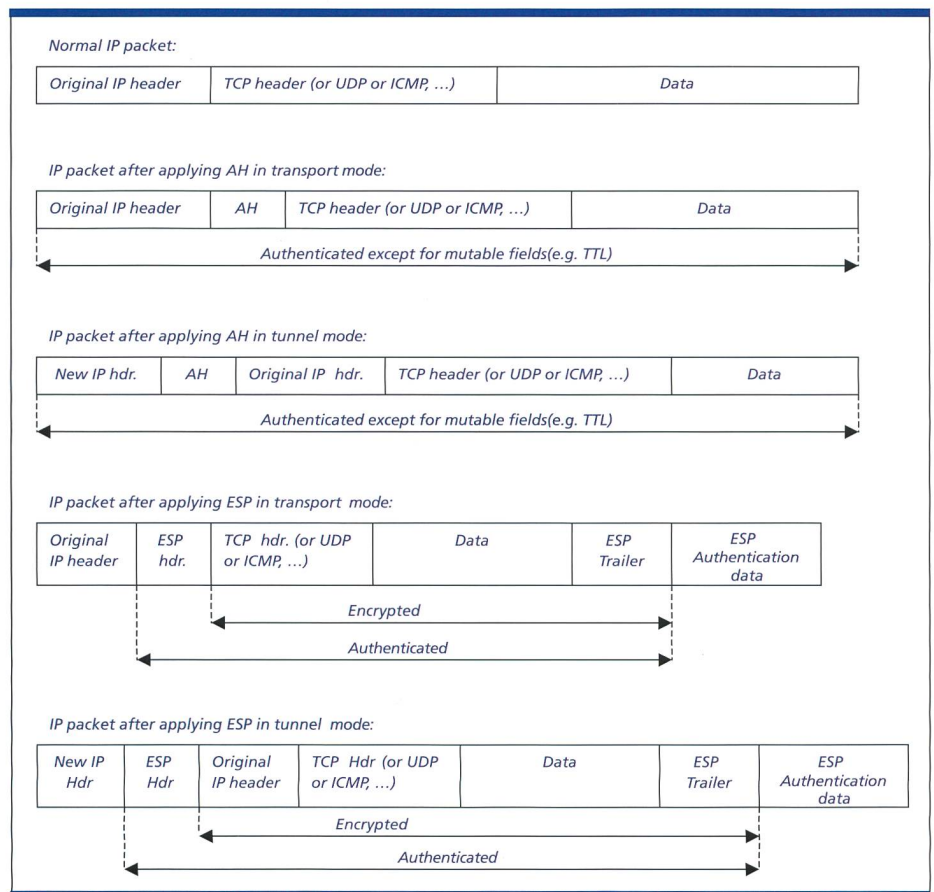 Normal IP packet:
Original IP header TCP header (or UDP or ICMP, ...) Data
IP packet after applying AH in transport mode:
Original IP header AH TCP header (or UDP or ICMP, ...) Data
Authenticated except for mutable fields(e.g. TTL)
IP packet after applying AH in tunnel mode:
New IP hdr. AH Original IP hdr. TCP header (or UDP or ICMP, ...) Data
Authenticated except for mutable fields(e.g. TTL)
IP packet after applying ESP in transport mode:
Original
IP header
ESP
hdr.
TCP hdr. (or UDP
or ICMP, ...)
Data
ESP
Trailer
ESP
Authentication
data
Encrypted
Authenticated
IP packet after applying ESP in tunnel mode:
New IP
Hdr
ESP
Hdr
Original
IP header
TCP Hdr (or UDP
or ICMP, ...)
Data
ESP
Trailer
ESP
Authentication
data
Encrypted
Authenticated